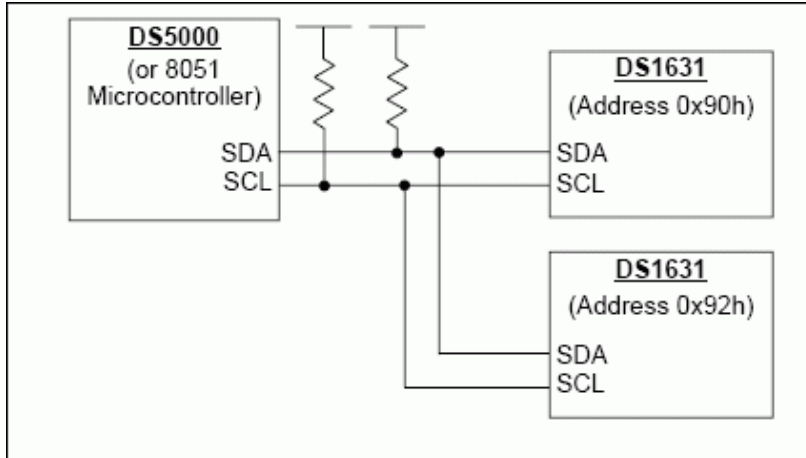 DS5000
(or 8051
Microcontroller)
SDA
SCL
DS1631
(Address 0x90h)
SDA
SCL
DS1631
(Address 0x92h)
SDA
SCL